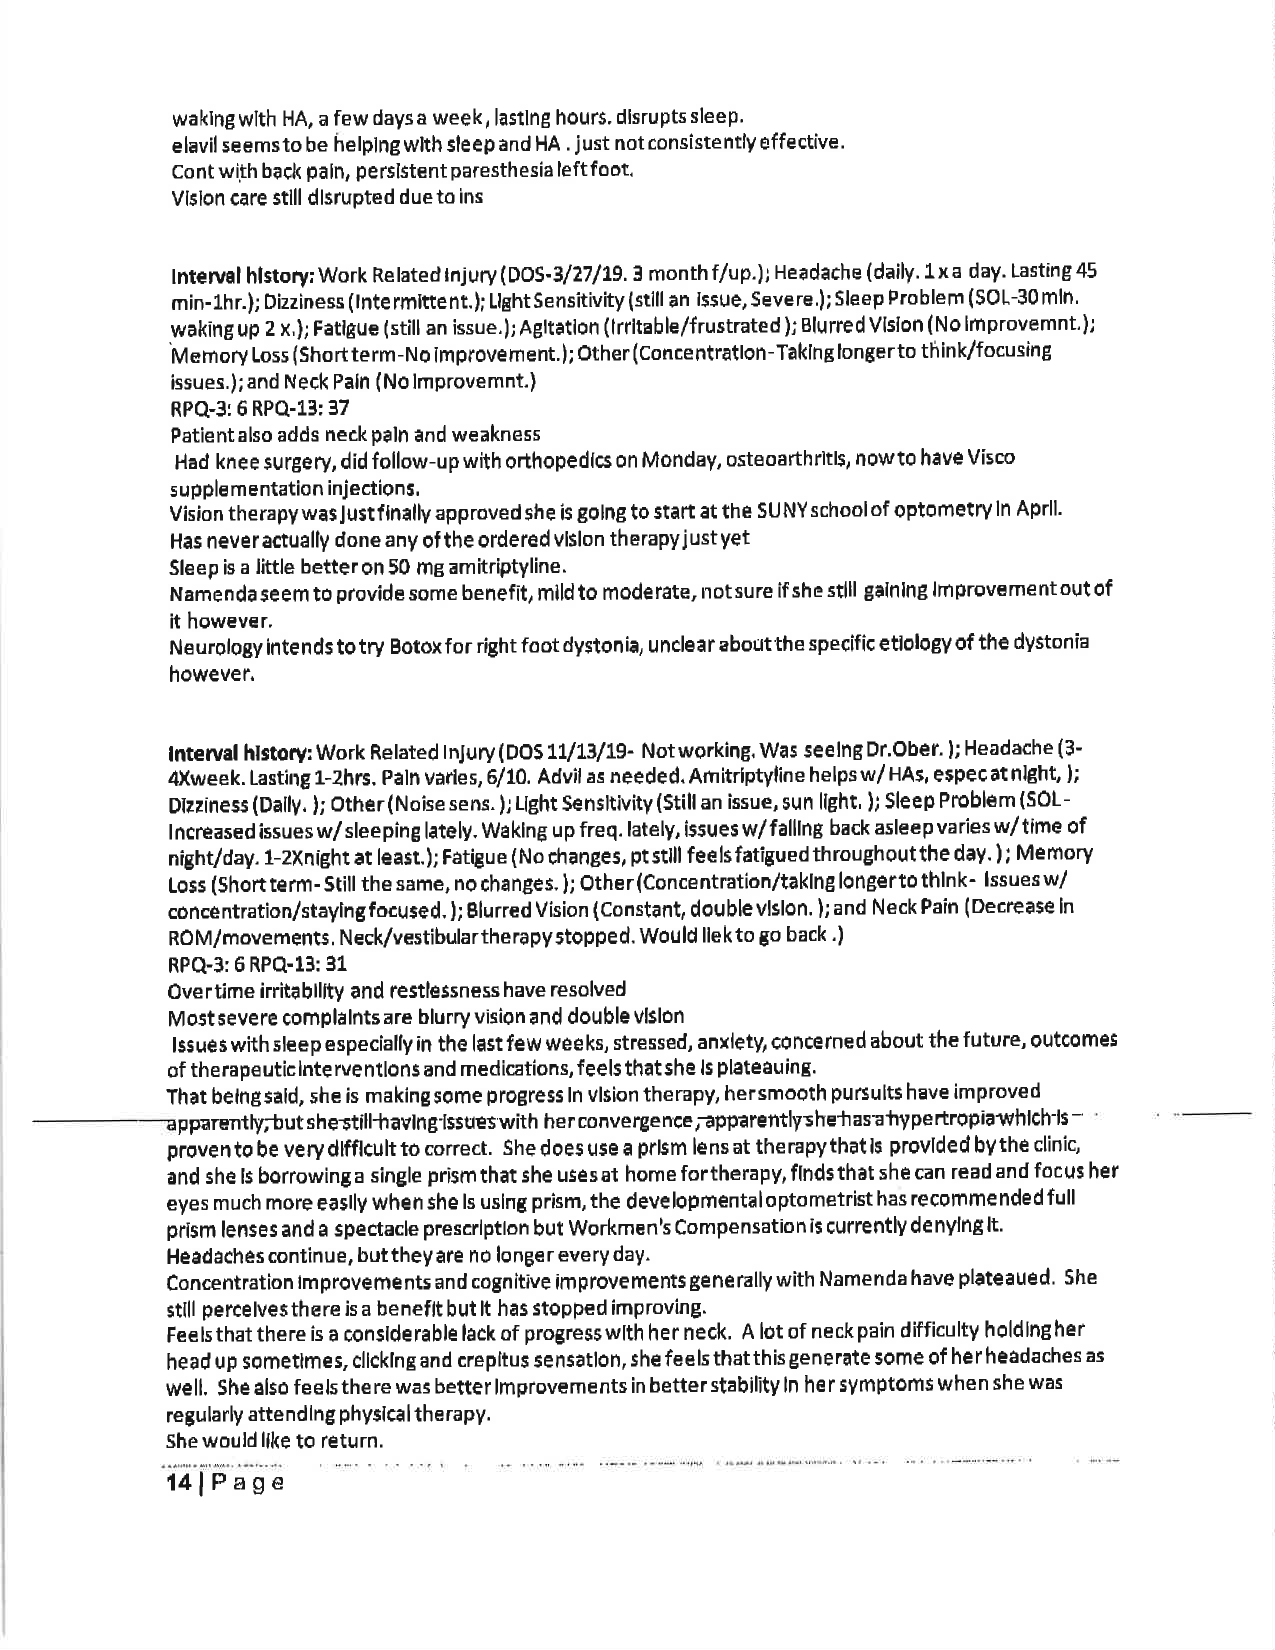 waking with HA, a few days a week, lasting hours. disrupts sleep.
elavil seems to be helping with sleep and HA . just not consistently effective.
Cont with back pain, persistent paresthesia left foot.
Vision care still disrupted due to ins
Interval history: Work Related Injury (DOS-3/27/19. 3 month f/up.); Headache (daily. 1 x a day. Lasting 45
min-1hr.); Dizziness (Intermittent.); Light Sensitivity (still an issue, Severe.); Sleep Problem (SOL-30 min.
waking up 2 x.); Fatigue (still an issue.); Agitation (Irritable/frustrated ); Blurred Vision (No improvemnt.);
Memory Loss (Short term-No improvement.); Other (Concentration-Taking longer to think/focusing
issues.); and Neck Pain (No Improvemnt.)
RPQ-3: 6 RPQ-13: 37
Patient also adds neck pain and weakness
Had knee surgery, did follow-up with orthopedics on Monday, osteoarthritis, now to have Visco
supplementation injections.
Vision therapy was just finally approved she is going to start at the SUNY school of optometry in April.
Has never actually done any of the ordered vision therapy just yet
Sleep is a little better on 50 mg amitriptyline.
Namenda seem to provide some benefit, mild to moderate, not sure if she still gaining improvement out of
it however.
Neurology intends to try Botox for right foot dystonia, unclear about the specific etiology of the dystonia
however.
Interval history: Work Related Injury (DOS 11/13/19- Not working. Was seeing Dr.Ober. ); Headache (3-
4Xweek. Lasting 1-2hrs. Pain varies, 6/10. Advil as needed. Amitriptyline helps w/ HAs, espec at night, );
Dizziness (Daily. ); Other (Noise sens. ); Light Sensitivity (Still an issue, sun light. ); Sleep Problem (SOL-
Increased issues w/ sleeping lately. Waking up freq. lately, issues w/ falling back asleep varies w/ time of
night/day. 1-2Xnight at least.); Fatigue (No changes, pt still feels fatigued throughout the day. ); Memory
Loss (Short term- Still the same, no changes. ); Other (Concentration/taking longer to think- Issues w/
concentration/staying focused. ); Blurred Vision (Constant, double vision. ); and Neck Pain (Decrease in
ROM/movements. Neck/vestibular therapy stopped. Would liek to go back .)
RPQ-3: 6 RPQ-13: 31
Over time irritability and restlessness have resolved
Most severe complaints are blurry vision and double vision
Issues with sleep especially in the last few weeks, stressed, anxiety, concerned about the future, outcomes
of therapeutic interventions and medications, feels that she is plateauing.
That being said, she is making some progress in vision therapy, her smooth pursuits have improved
apparently, but she still having issues with her convergence, apparently she has a hypertropia which is
proven to be very difficult to correct. She does use a prism lens at therapy that is provided by the clinic,
and she is borrowing a single prism that she uses at home for therapy, finds that she can read and focus her
eyes much more easily when she is using prism, the developmental optometrist has recommended full
prism lenses and a spectacle prescription but Workmen's Compensation is currently denying it.
Headaches continue, but they are no longer every day.
Concentration improvements and cognitive improvements generally with Namenda have plateaued. She
still perceives there is a benefit but it has stopped improving.
Feels that there is a considerable lack of progress with her neck. A lot of neck pain difficulty holding her
head up sometimes, clicking and crepitus sensation, she feels that this generate some of her headaches as
well. She also feels there was better improvements in better stability in her symptoms when she was
regularly attending physical therapy.
She would like to return.
14 | P a g e